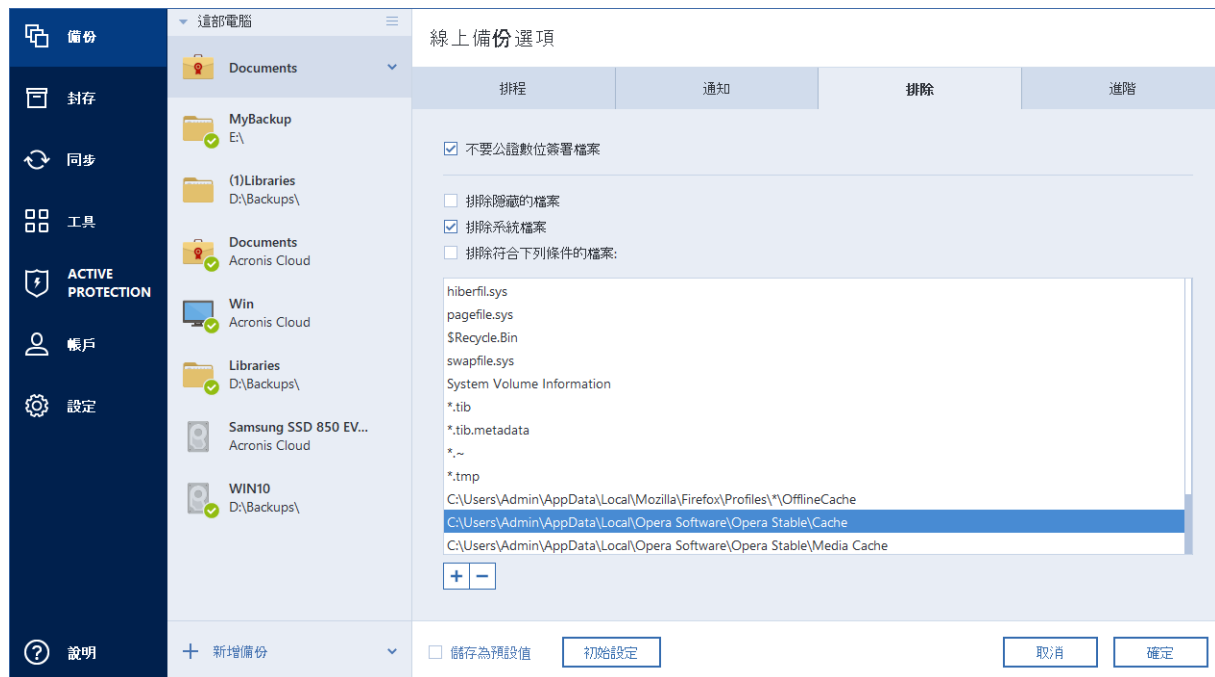 備份
封存
同步
工具
ACTIVE
PROTECTION
帳戶
設定
說明
這部電腦
Documents
MyBackup
E:\
(1)Libraries
D:\Backups\
Documents
Acronis Cloud
Win
Acronis Cloud
Libraries
D:\Backups\
Samsung SSD 850 EV...
Acronis Cloud
WIN10
D:\Backups\
新增備份
線上備份選項
排程
通知
排除
進階
不要公證數位簽署檔案
排除隱藏的檔案
排除系統檔案
排除符合下列條件的檔案:
hiberfil.sys
pagefile.sys
$Recycle.Bin
swapfile.sys
System Volume Information
*.tib
*.tib.metadata
*.~
*.tmp
C:\Users\Admin\AppData\Local\Mozilla\Firefox\Profiles\*\OfflineCache
C:\Users\Admin\AppData\Local\Opera Software\Opera Stable\Cache
C:\Users\Admin\AppData\Local\Opera Software\Opera Stable\Media Cache
儲存為預設值
初始設定
取消
確定